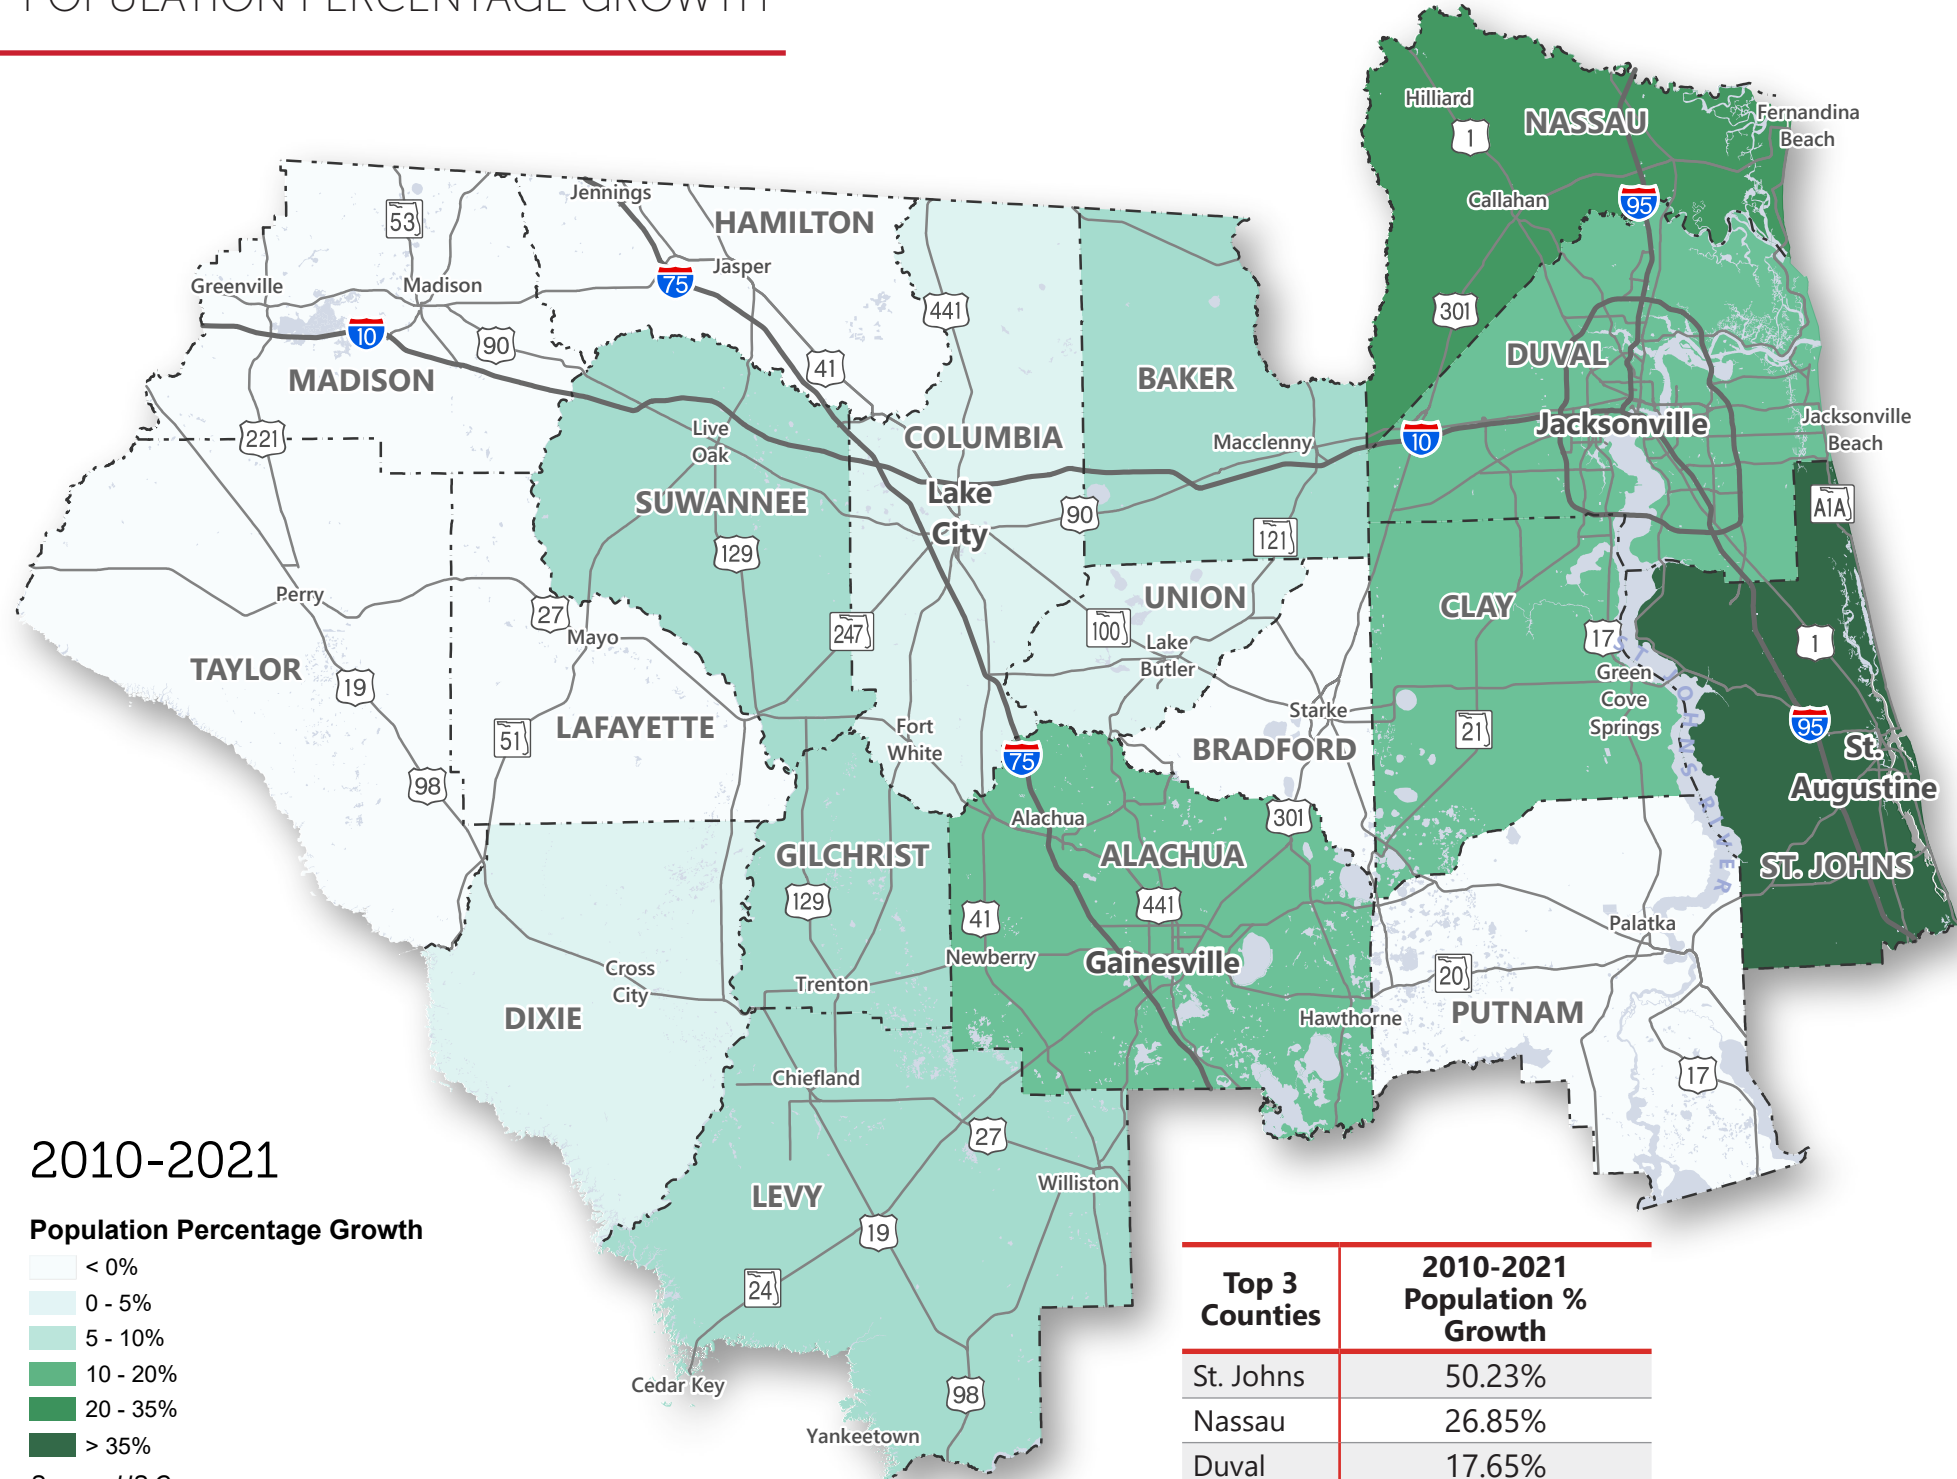 POPULATION PERCENTAGE GROWTH
Hilliard
NASSAU
Fernandina
Beach
1
Callahan
95
Jennings
HAMILTON
53
Jasper
75
Greenville
Madison
441
301
10
90
41
MADISON
BAKER
DUVAL
221
Live
Oak
COLUMBIA
Macclenny
10
Jacksonville
Jacksonville
Beach
SUWANNEE
Lake
City
90
A1A
129
121
Perry
27
Mayo
247
UNION
100
Lake
Butler
CLAY
17
1
ST JOHNS RIVER
TAYLOR
19
Green
Cove
Springs
LAFAYETTE
51
Fort
White
Starke
21
95
75
BRADFORD
St.
Augustine
98
Alachua
301
GILCHRIST
ALACHUA
ST. JOHNS
129
41
441
Palatka
Cross
City
Newberry
Gainesville
Trenton
20
DIXIE
Hawthorne
PUTNAM
Chiefland
17
27
Williston
LEVY
19
24
Cedar Key
98
Yankeetown
2010-2021
Population Percentage Growth
< 0%
0 - 5%
5 - 10%
10 - 20%
20 - 35%
> 35%
Top 3
Counties
2010-2021
Population %
Growth
St. Johns 50.23%
Nassau 26.85%
Duval 17.65%